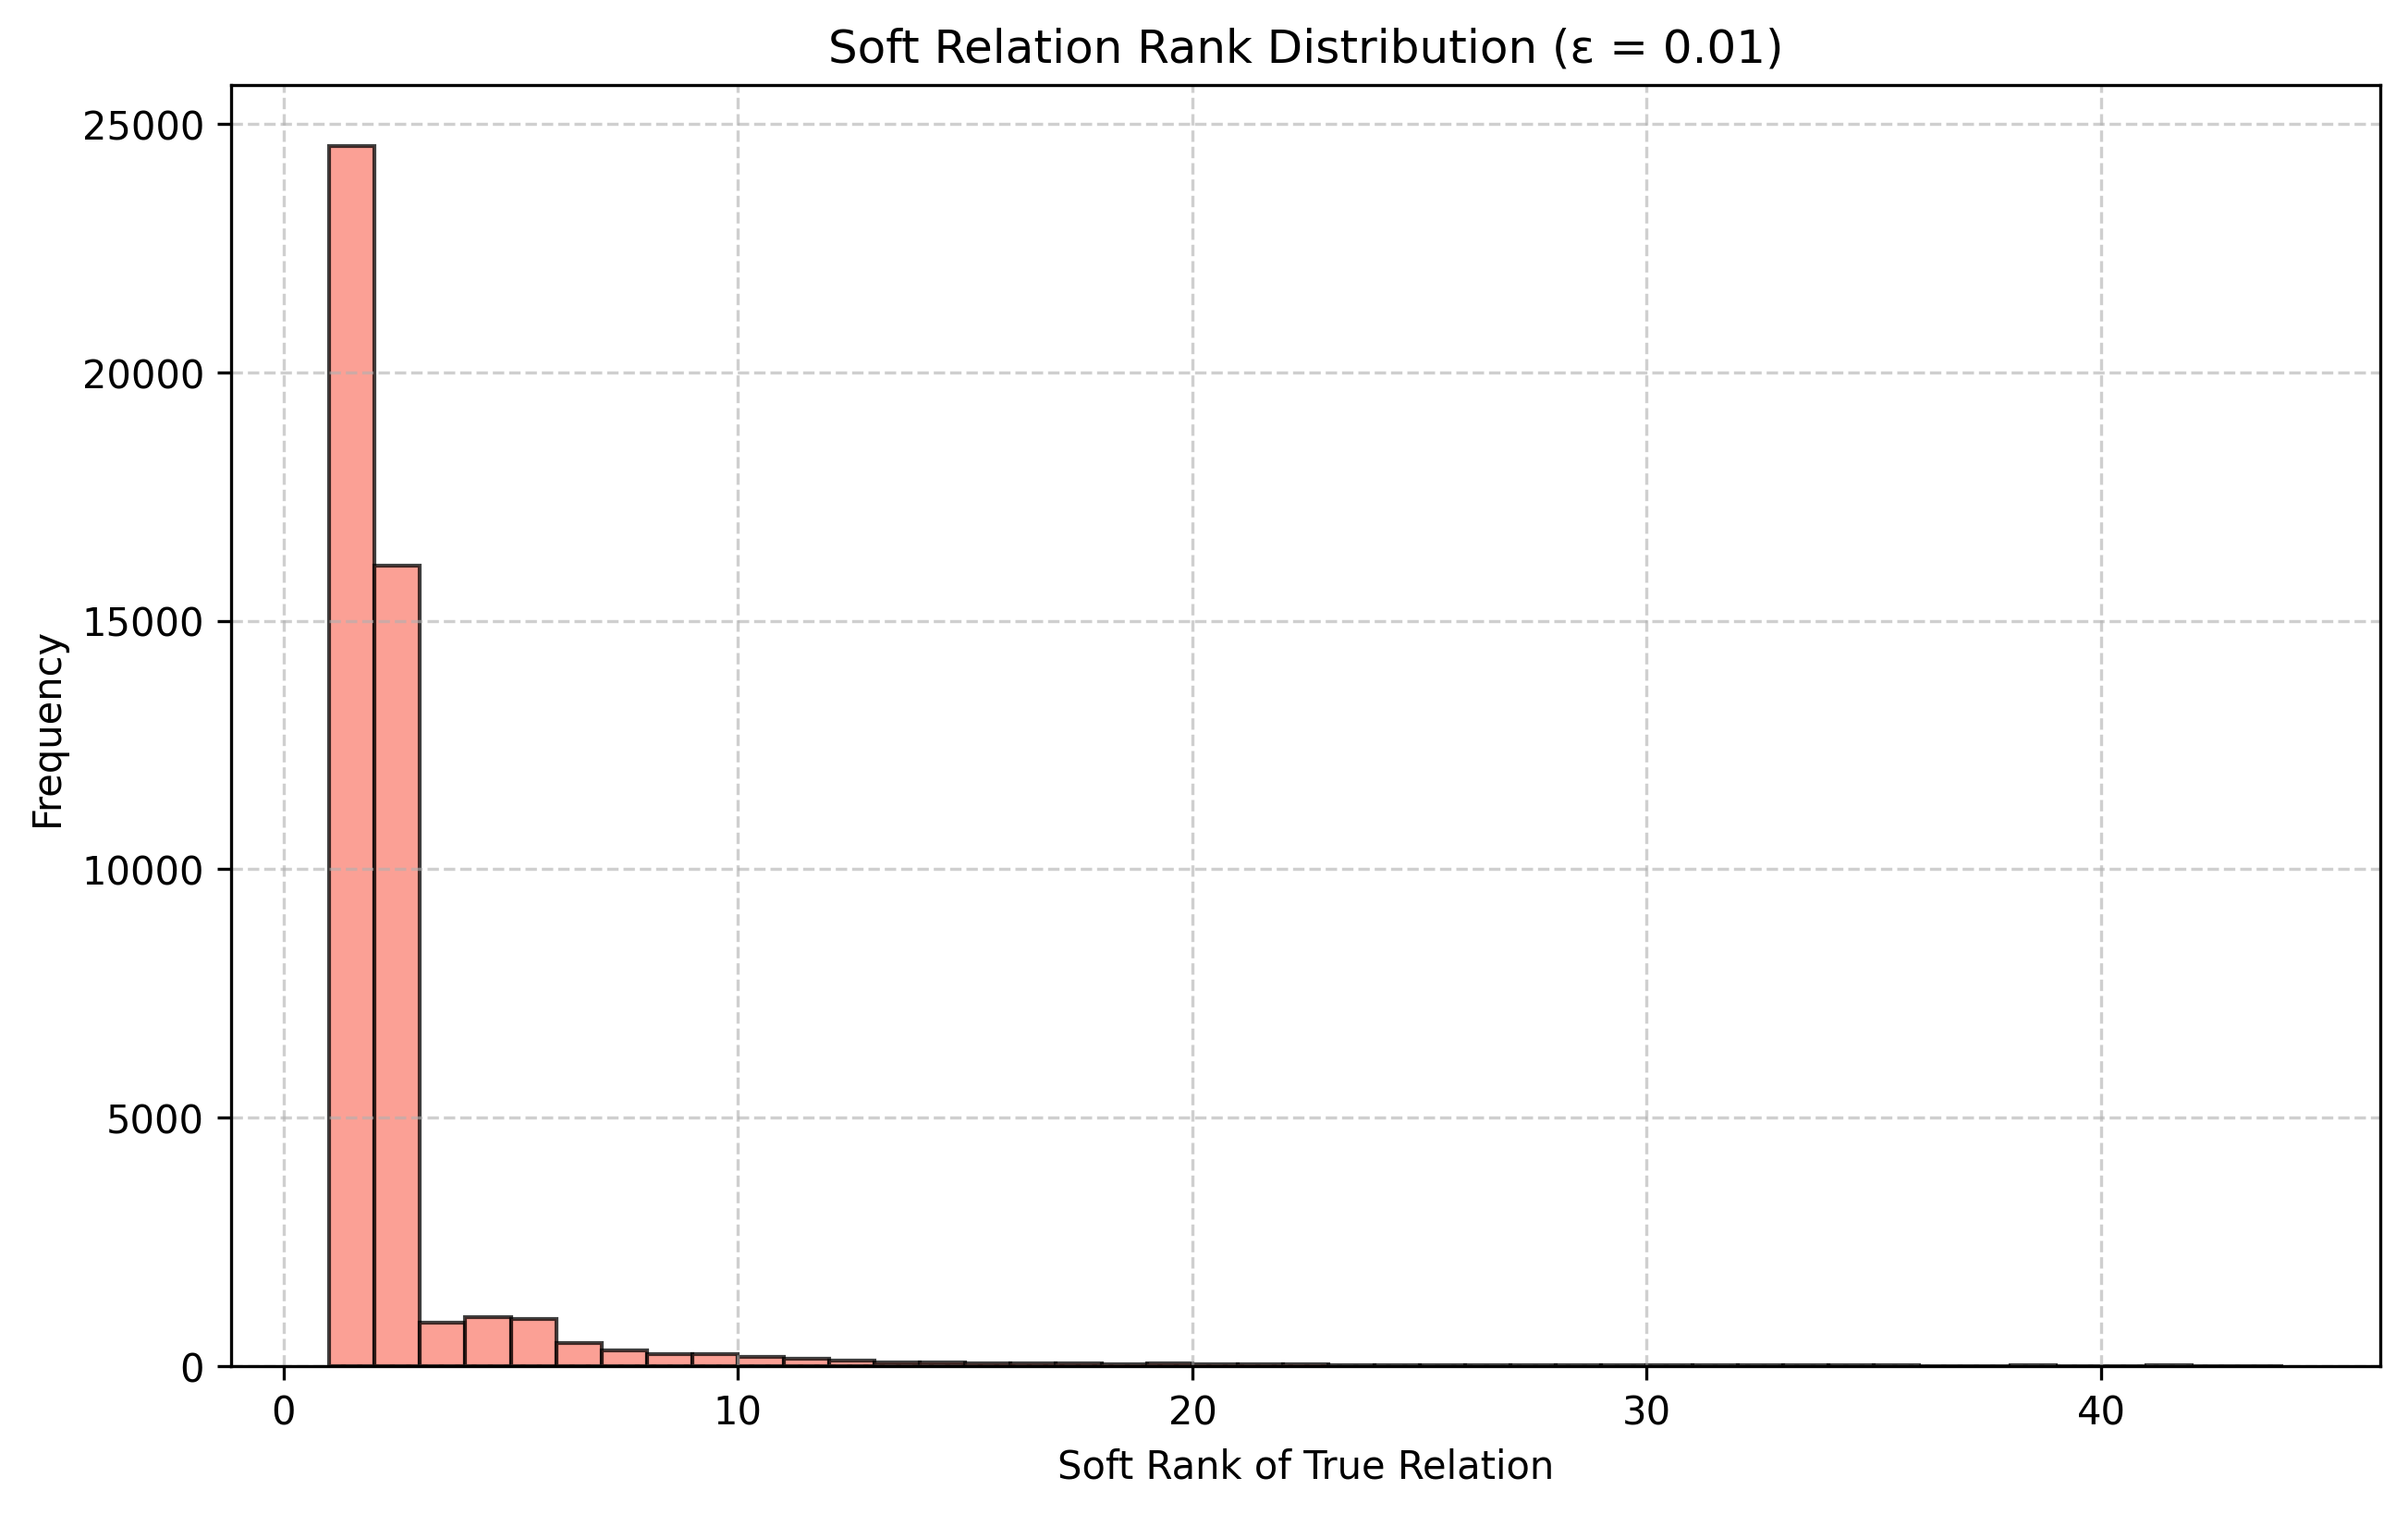 Soft Relation Rank Distribution (ε = 0.01)
25000
20000
15000
10000
5000
0
Frequency
0 10 20 30 40
Soft Rank of True Relation